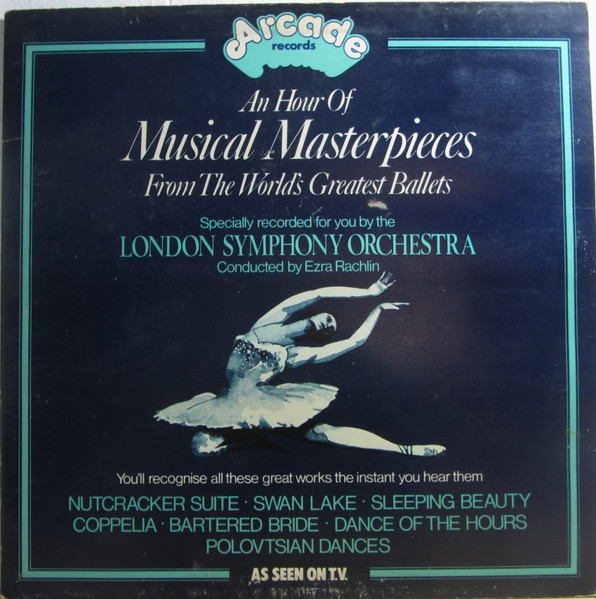 Arcade
records
An Hour Of
Musical Masterpieces
From The World's Greatest Ballets
Specially recorded for you by the
LONDON SYMPHONY ORCHESTRA
Conducted by Ezra Rachlin
You'll recognise all these great works the instant you hear them
NUTCRACKER SUITE · SWAN LAKE · SLEEPING BEAUTY
COPPELIA · BARTERED BRIDE · DANCE OF THE HOURS
POLOVTSIAN DANCES
AS SEEN ON T.V.